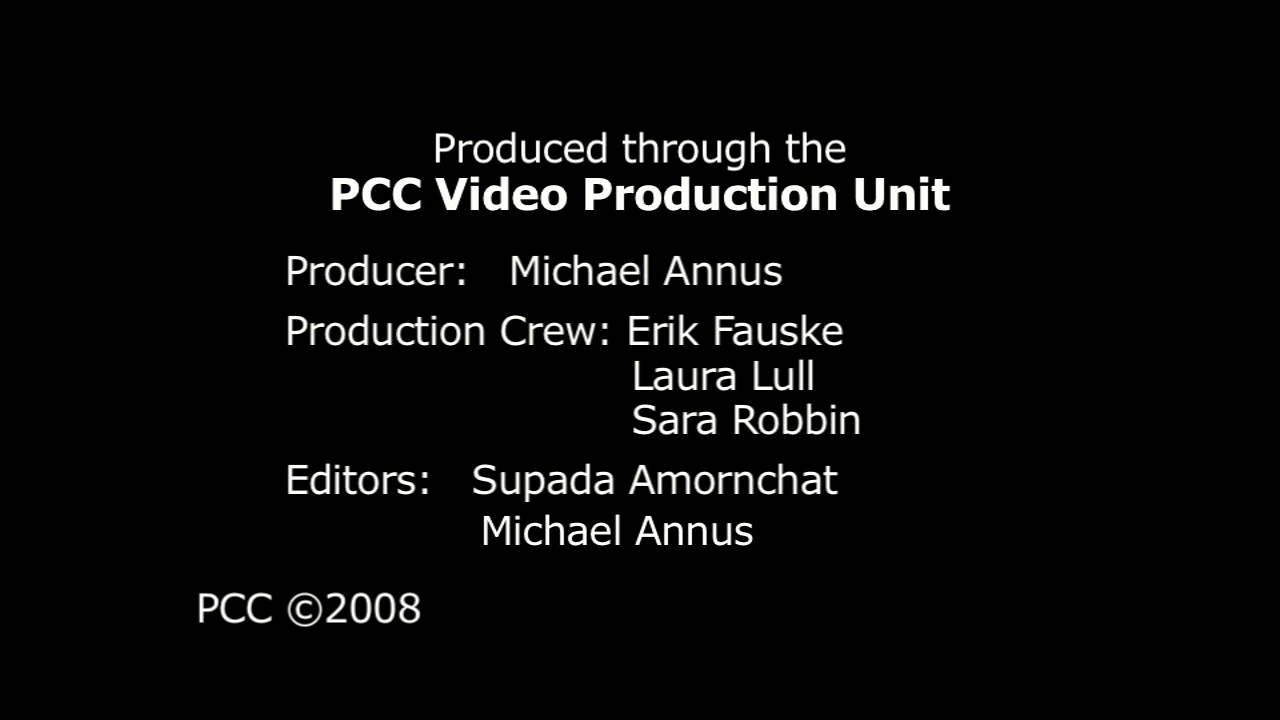 Produced through the
PCC Video Production Unit
Producer: Michael Annus
Production Crew: Erik Fauske
Laura Lull
Sara Robbin
Editors: Supada Amornchat
Michael Annus
PCC ©2008